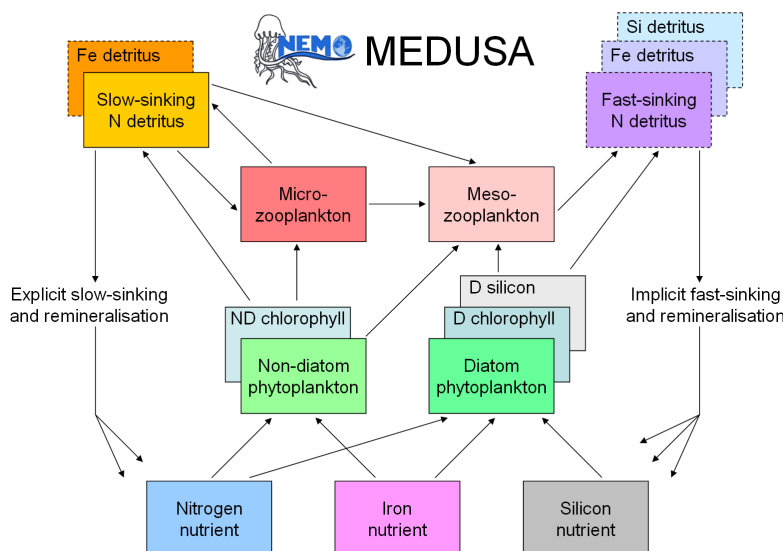 NEMO MEDUSA
Si detritus
Fe detritus
Fe detritus
Slow-sinking
N detritus
Fast-sinking
N detritus
Micro-
zooplankton
Meso-
zooplankton
Explicit slow-sinking
and remineralisation
D silicon
Implicit fast-sinking
and remineralisation
ND chlorophyll
D chlorophyll
Non-diatom
phytoplankton
Diatom
phytoplankton
Nitrogen
nutrient
Iron
nutrient
Silicon
nutrient